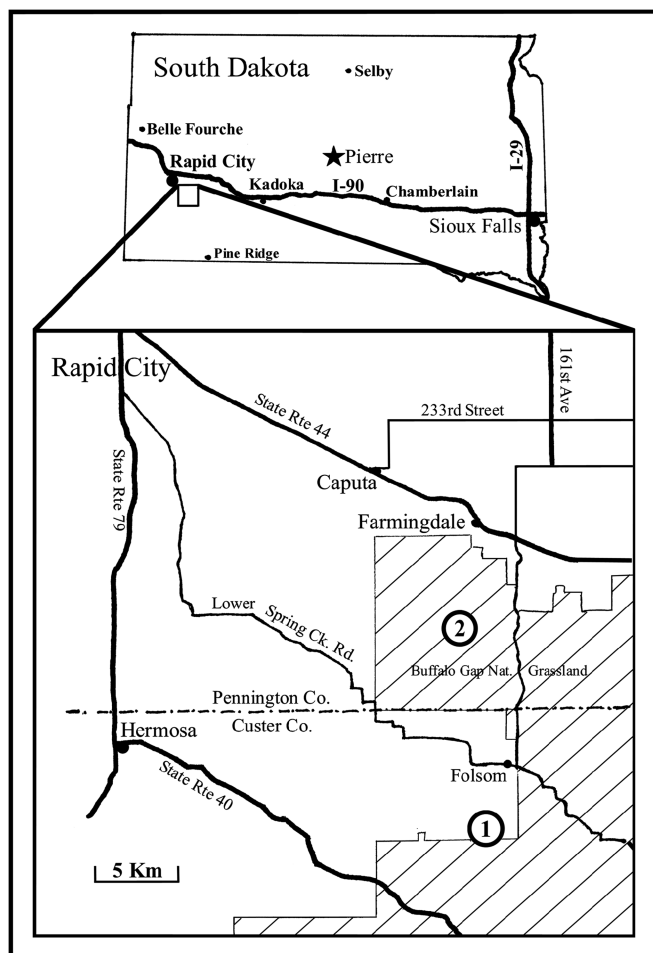 South Dakota
Selby
Belle Fourche
Rapid City
Pierre
I-29
Kadoka
I-90
Chamberlain
Sioux Falls
Pine Ridge
Rapid City
161st Ave
State Rte 44
233rd Street
State Rte 79
Caputa
Farmingdale
Lower
Spring Ck. Rd.
2
Buffalo Gap Nat. Grassland
Pennington Co.
Custer Co.
Hermosa
Folsom
State Rte 40
1
5 Km